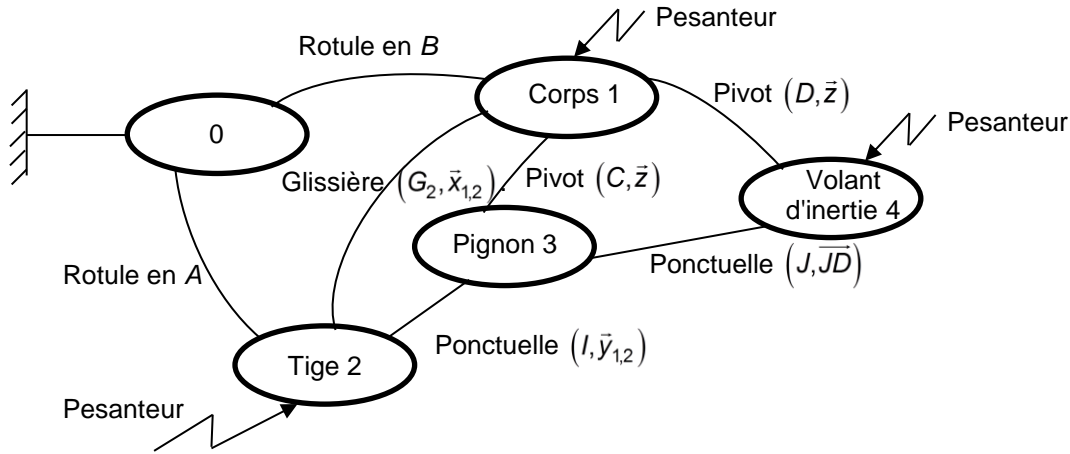 Pesanteur
Rotule en B
Corps 1
Pivot (D, z⃗)
Pesanteur
0
Glissière (G₂, x⃗₁,₂).
Pivot (C, z⃗)
Volant
d'inertie 4
Pignon 3
Rotule en A
Ponctuelle (J, J͞D⃗)
Ponctuelle (I, y⃗₁,₂)
Tige 2
Pesanteur